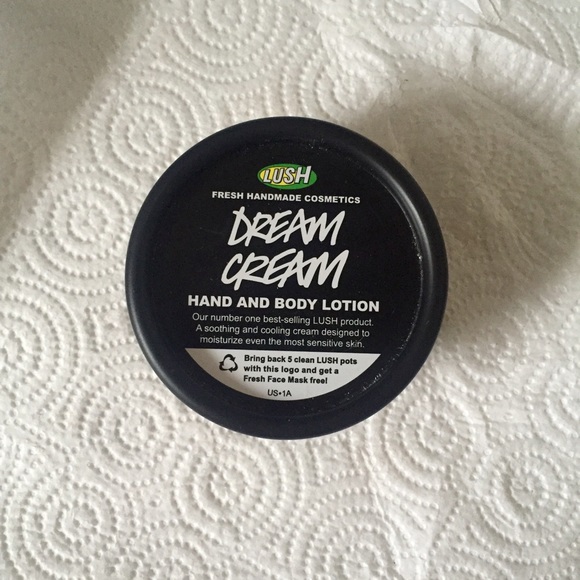 LUSH
FRESH HANDMADE COSMETICS
DREAM
CREAM
HAND AND BODY LOTION
Our number one best-selling LUSH product.
A soothing and cooling cream designed to
moisturize even the most sensitive skin.
Bring back 5 clean LUSH pots
with this logo and get a
Fresh Face Mask free!
US•1A